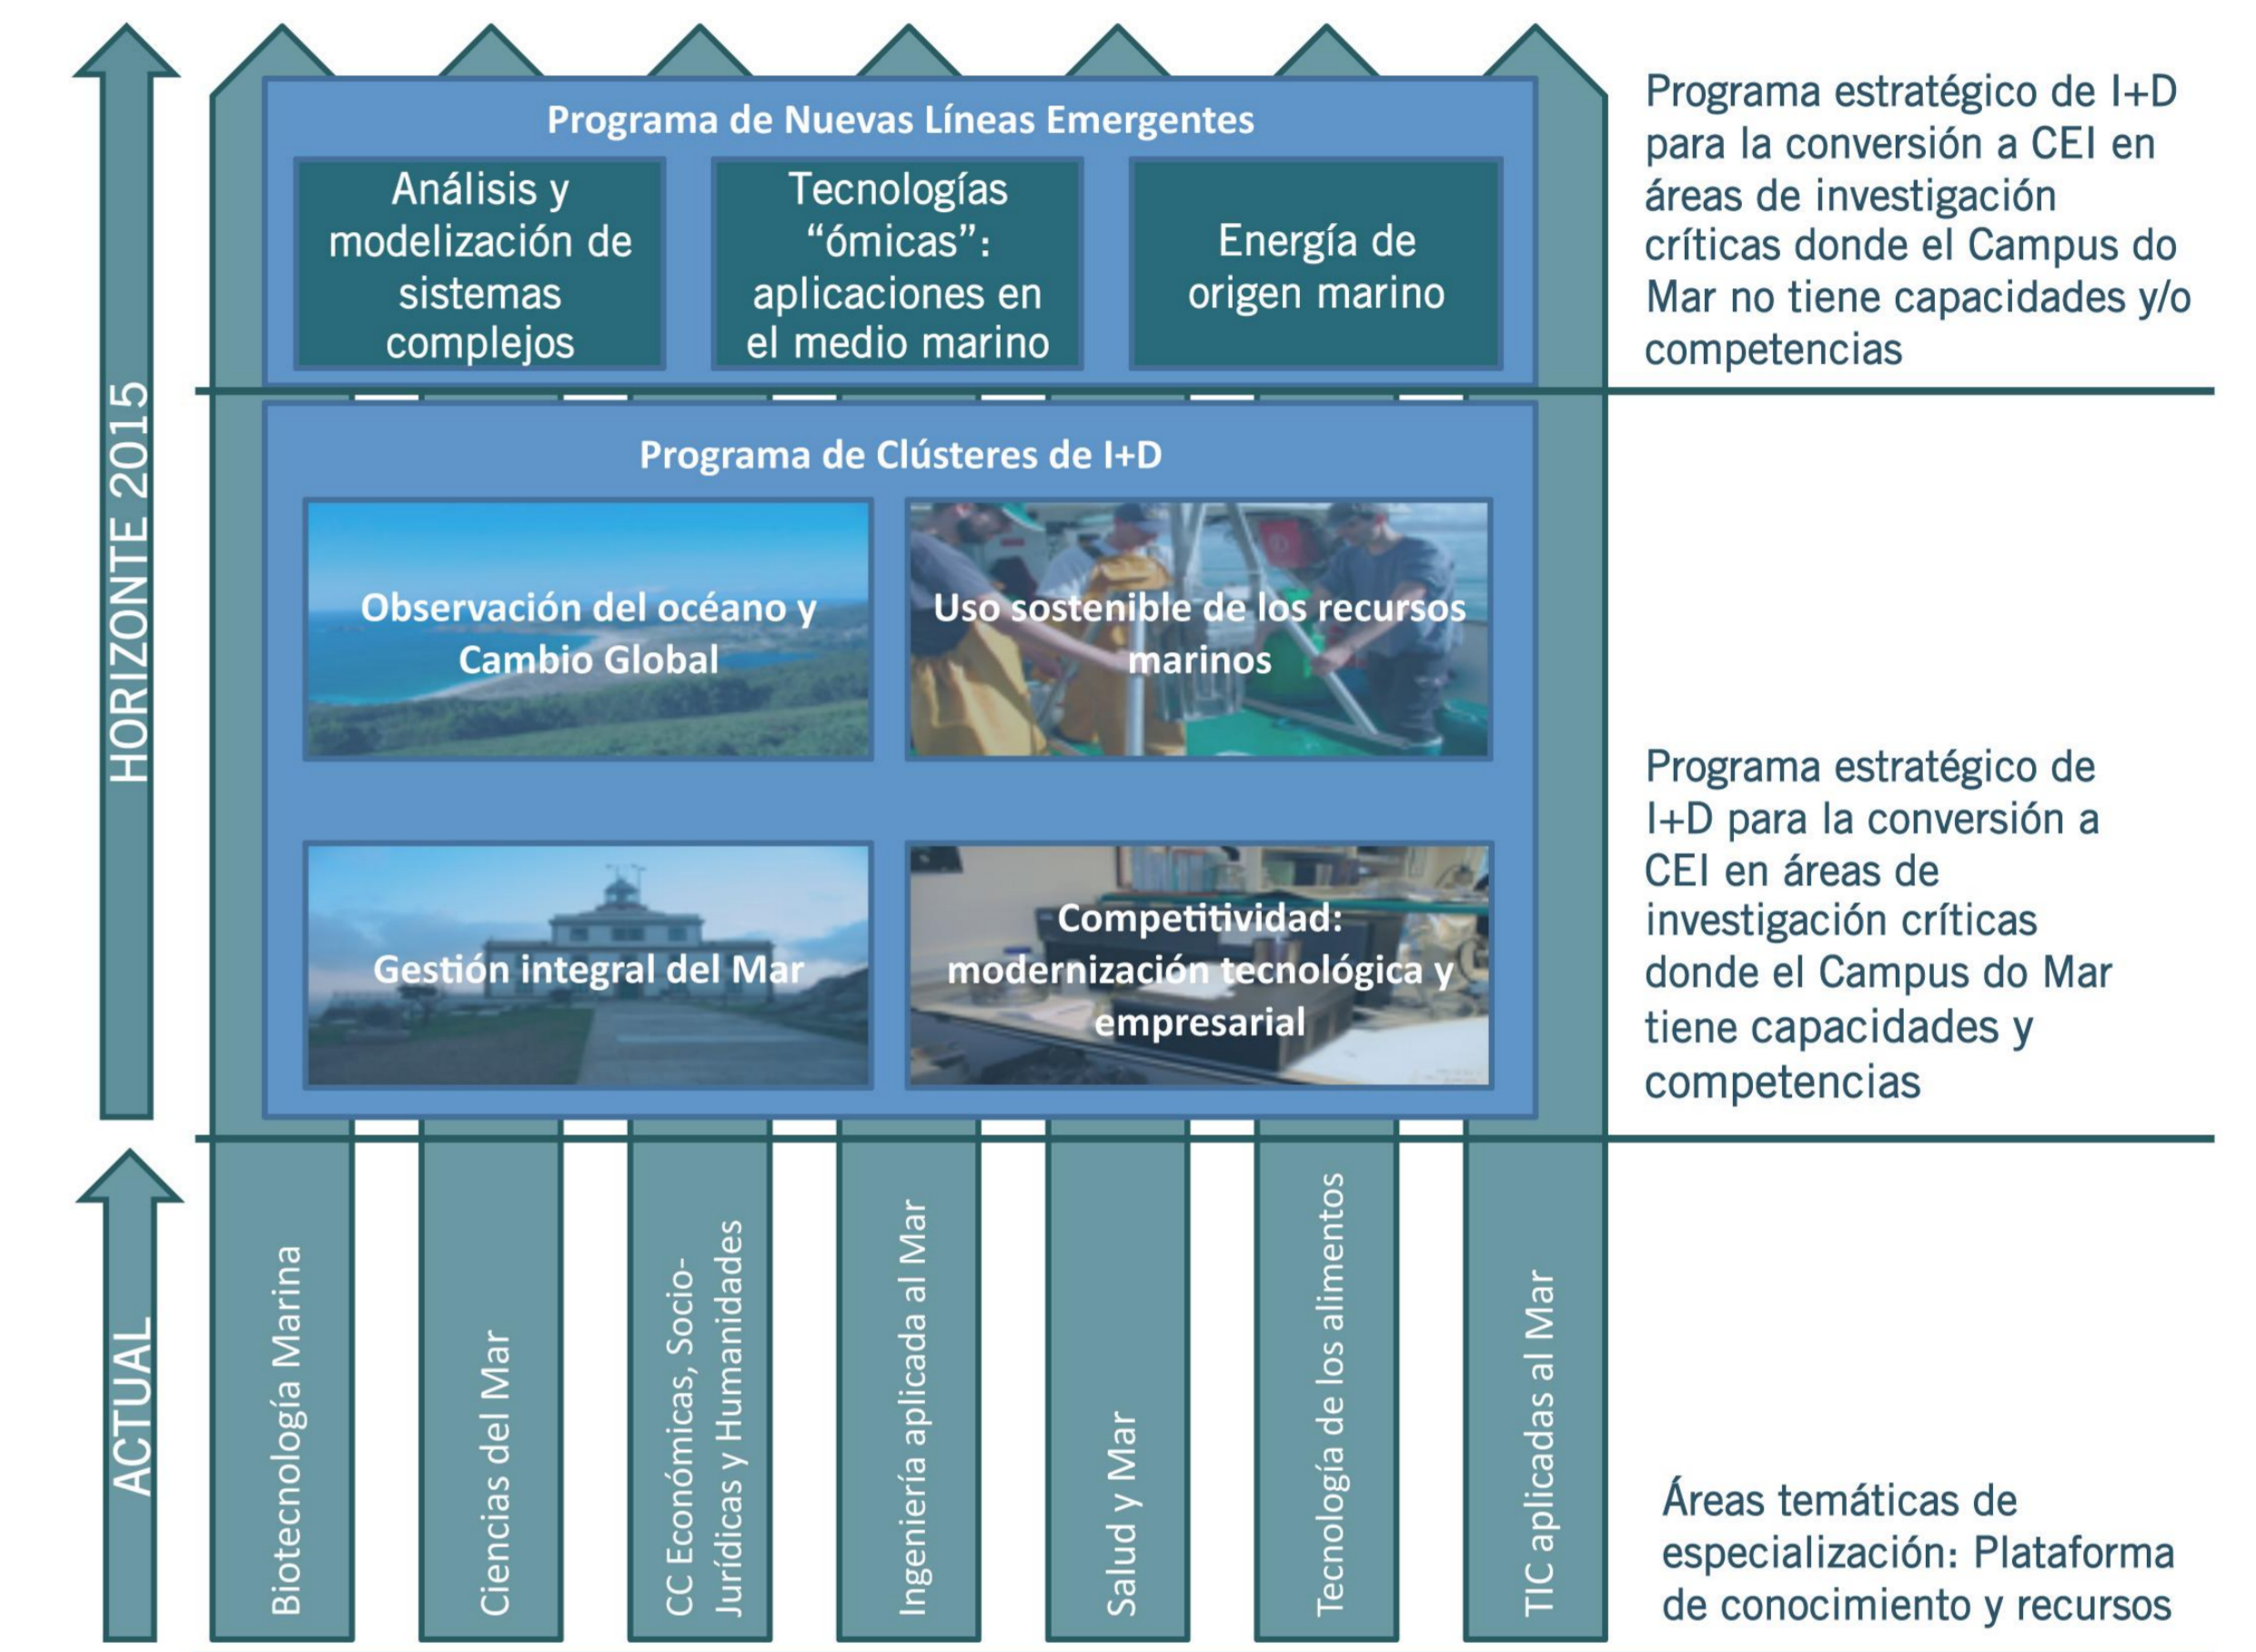 Programa de Nuevas Líneas Emergentes
Análisis y
modelización de
sistemas
complejos
Tecnologías
“ómicas”:
aplicaciones en
el medio marino
Energía de
origen marino
Programa estratégico de I+D
para la conversión a CEI en
áreas de investigación
críticas donde el Campus do
Mar no tiene capacidades y/o
competencias
HORIZONTE 2015
Programa de Clústeres de I+D
Observación del océano y
Cambio Global
Uso sostenible de los recursos
marinos
Gestión integral del Mar
Competitividad:
modernización tecnológica y
empresarial
Programa estratégico de
I+D para la conversión a
CEI en áreas de
investigación críticas
donde el Campus do Mar
tiene capacidades y
competencias
ACTUAL
Biotecnología Marina
Ciencias del Mar
CC Económicas, Socio-
Jurídicas y Humanidades
Ingeniería aplicada al Mar
Salud y Mar
Tecnología de los alimentos
TIC aplicadas al Mar
Áreas temáticas de
especialización: Plataforma
de conocimiento y recursos